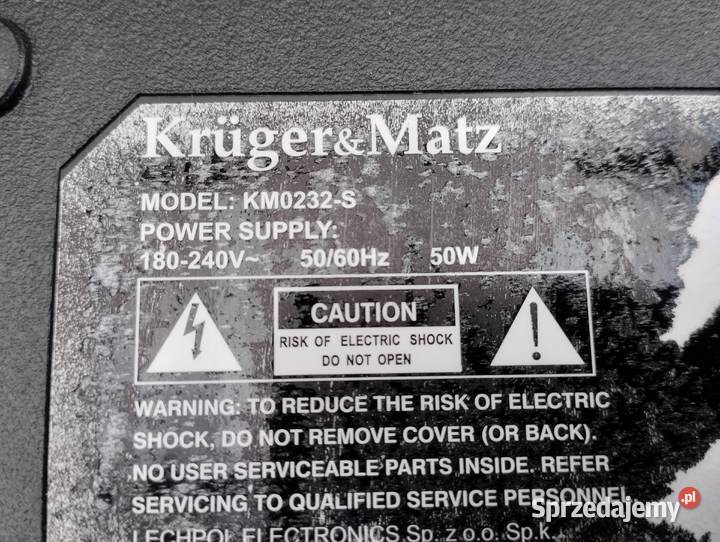 Krüger&Matz
MODEL: KM0232-S
POWER SUPPLY:
180-240V~ 50/60Hz 50W
CAUTION
RISK OF ELECTRIC SHOCK
DO NOT OPEN
WARNING: TO REDUCE THE RISK OF ELECTRIC
SHOCK, DO NOT REMOVE COVER (OR BACK).
NO USER SERVICEABLE PARTS INSIDE. REFER
SERVICING TO QUALIFIED SERVICE PERSONNEL
LECHPOL ELECTRONICS Sp. z o.o. Sp.k.
Sprzedajemy.pl